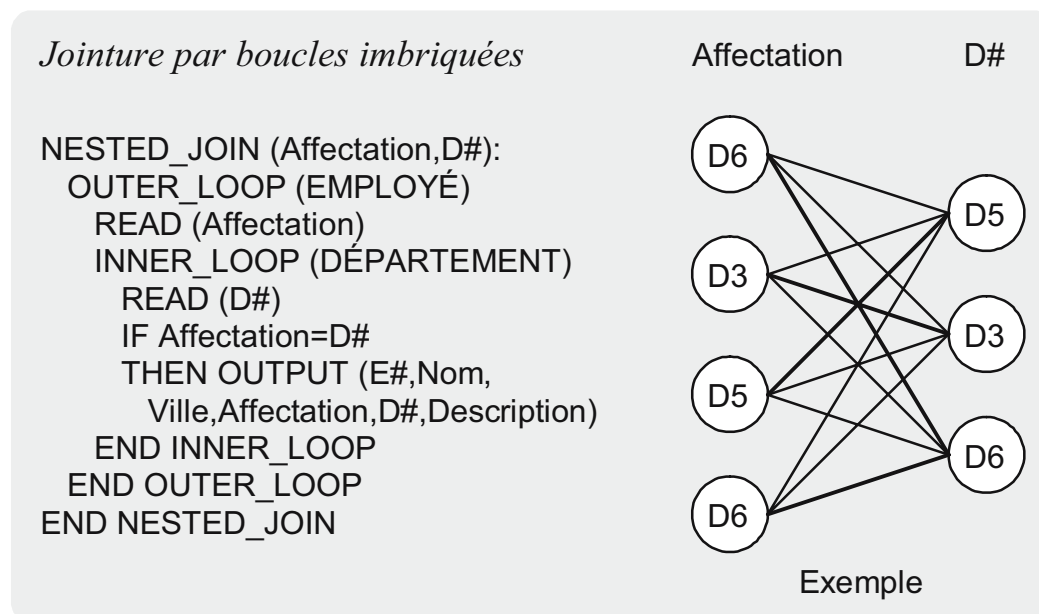 Jointure par boucles imbriquées
NESTED_JOIN (Affectation,D#):
OUTER_LOOP (EMPLOYÉ)
READ (Affectation)
INNER_LOOP (DÉPARTEMENT)
READ (D#)
IF Affectation=D#
THEN OUTPUT (E#,Nom,
Ville,Affectation,D#,Description)
END INNER_LOOP
END OUTER_LOOP
END NESTED_JOIN
Affectation
D6
D3
D5
D6
D#
D5
D3
D6
Exemple